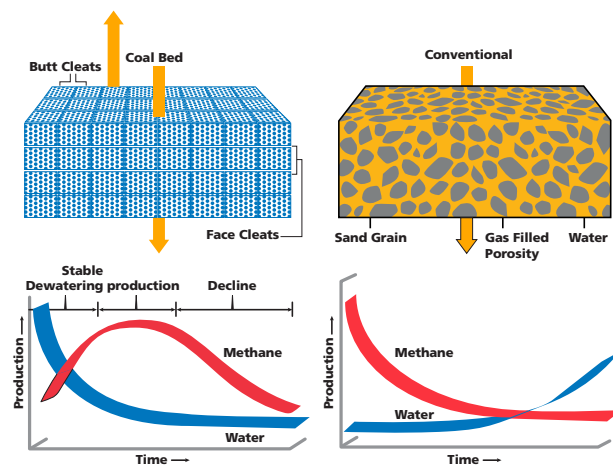 Butt Cleats
Coal Bed
Face Cleats
Conventional
Sand Grain
Gas Filled
Porosity
Water
Stable
Dewatering production
Decline
Production
Methane
Water
Time
Production
Methane
Water
Time